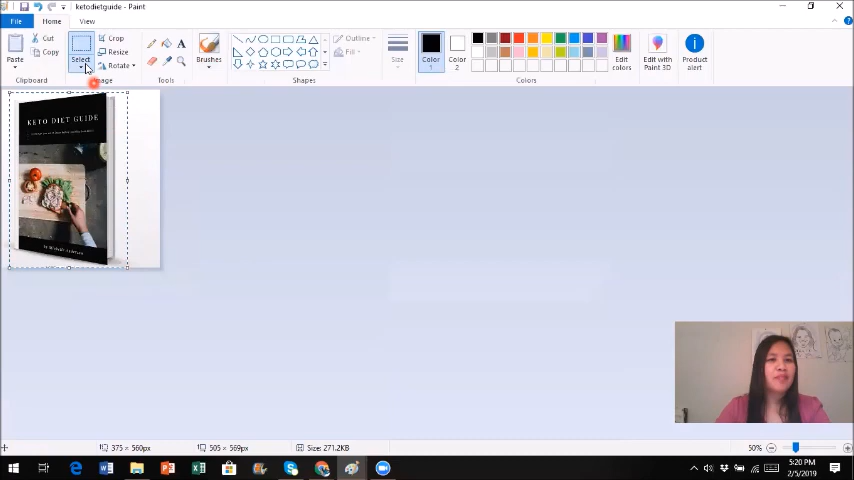 ketodietguide - Paint
File
Home
View
Paste
Cut
Copy
Clipboard
Select
Crop
Resize
Rotate
Image
Tools
Brushes
Shapes
Outline
Fill
Size
Color
1
Color
2
Colors
Edit
colors
Edit with
Paint 3D
Product
alert
KETO DIET GUIDE
375 × 560px
505 × 569px
Size: 271.2KB
50%
5:20 PM
2/5/2019